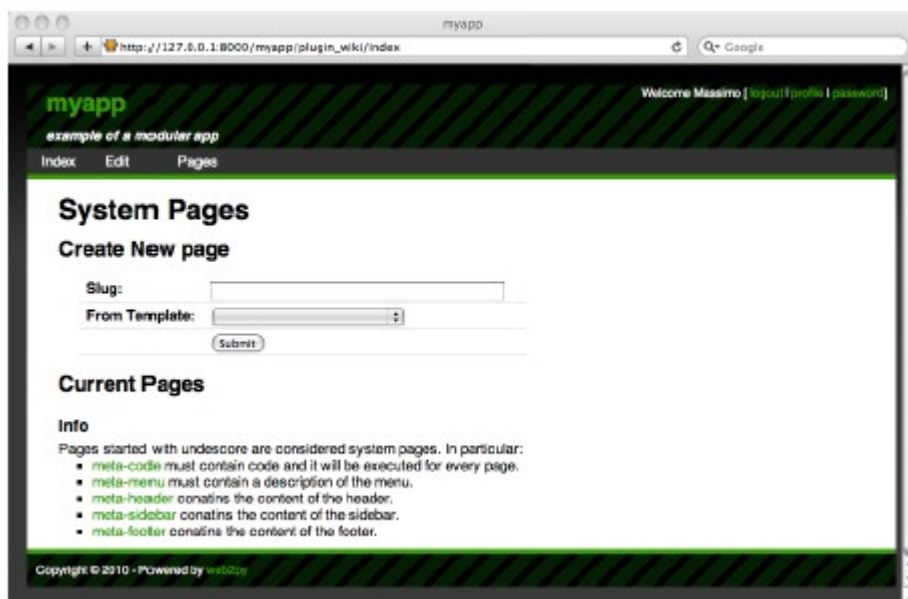 myapp
http://127.0.0.1:8000/myapp/plugin_wiki/index
Google
myapp
Welcome Massimo [ logout | profile | password]
example of a modular app
Index Edit Pages
System Pages
Create New page
Slug:
From Template:
Submit
Current Pages
Info
Pages started with undescore are considered system pages. In particular:
meta-code must contain code and it will be executed for every page.
meta-menu must contain a description of the menu.
meta-header conatins the content of the header.
meta-sidebar conatins the content of the sidebar.
meta-footer conatins the content of the footer.
Copyright © 2010 - Powered by web2py